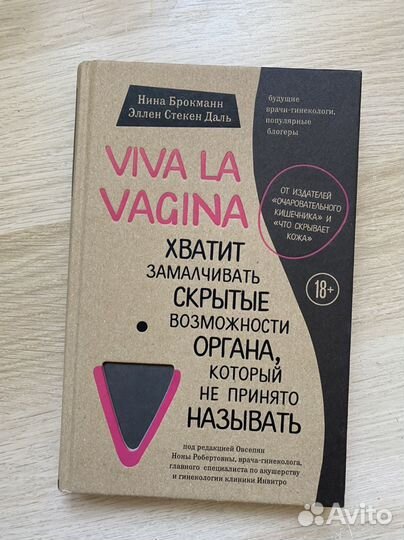 Нина Брокманн
Эллен Стекен Даль
будущие
врачи-гинекологи,
популярные
блогеры
VIVA LA
VAGINA
ОТ ИЗДАТЕЛЕЙ
«ОЧАРОВАТЕЛЬНОГО
КИШЕЧНИКА» И
«ЧТО СКРЫВАЕТ
КОЖА»
18+
ХВАТИТ
ЗАМАЛЧИВАТЬ
СКРЫТЫЕ
ВОЗМОЖНОСТИ
ОРГАНА,
КОТОРЫЙ
НЕ ПРИНЯТО
НАЗЫВАТЬ
под редакцией Овсепян
Ноны Робертовны, врача-гинеколога,
главного специалиста по акушерству
и гинекологии клиники Инвитро
Avito